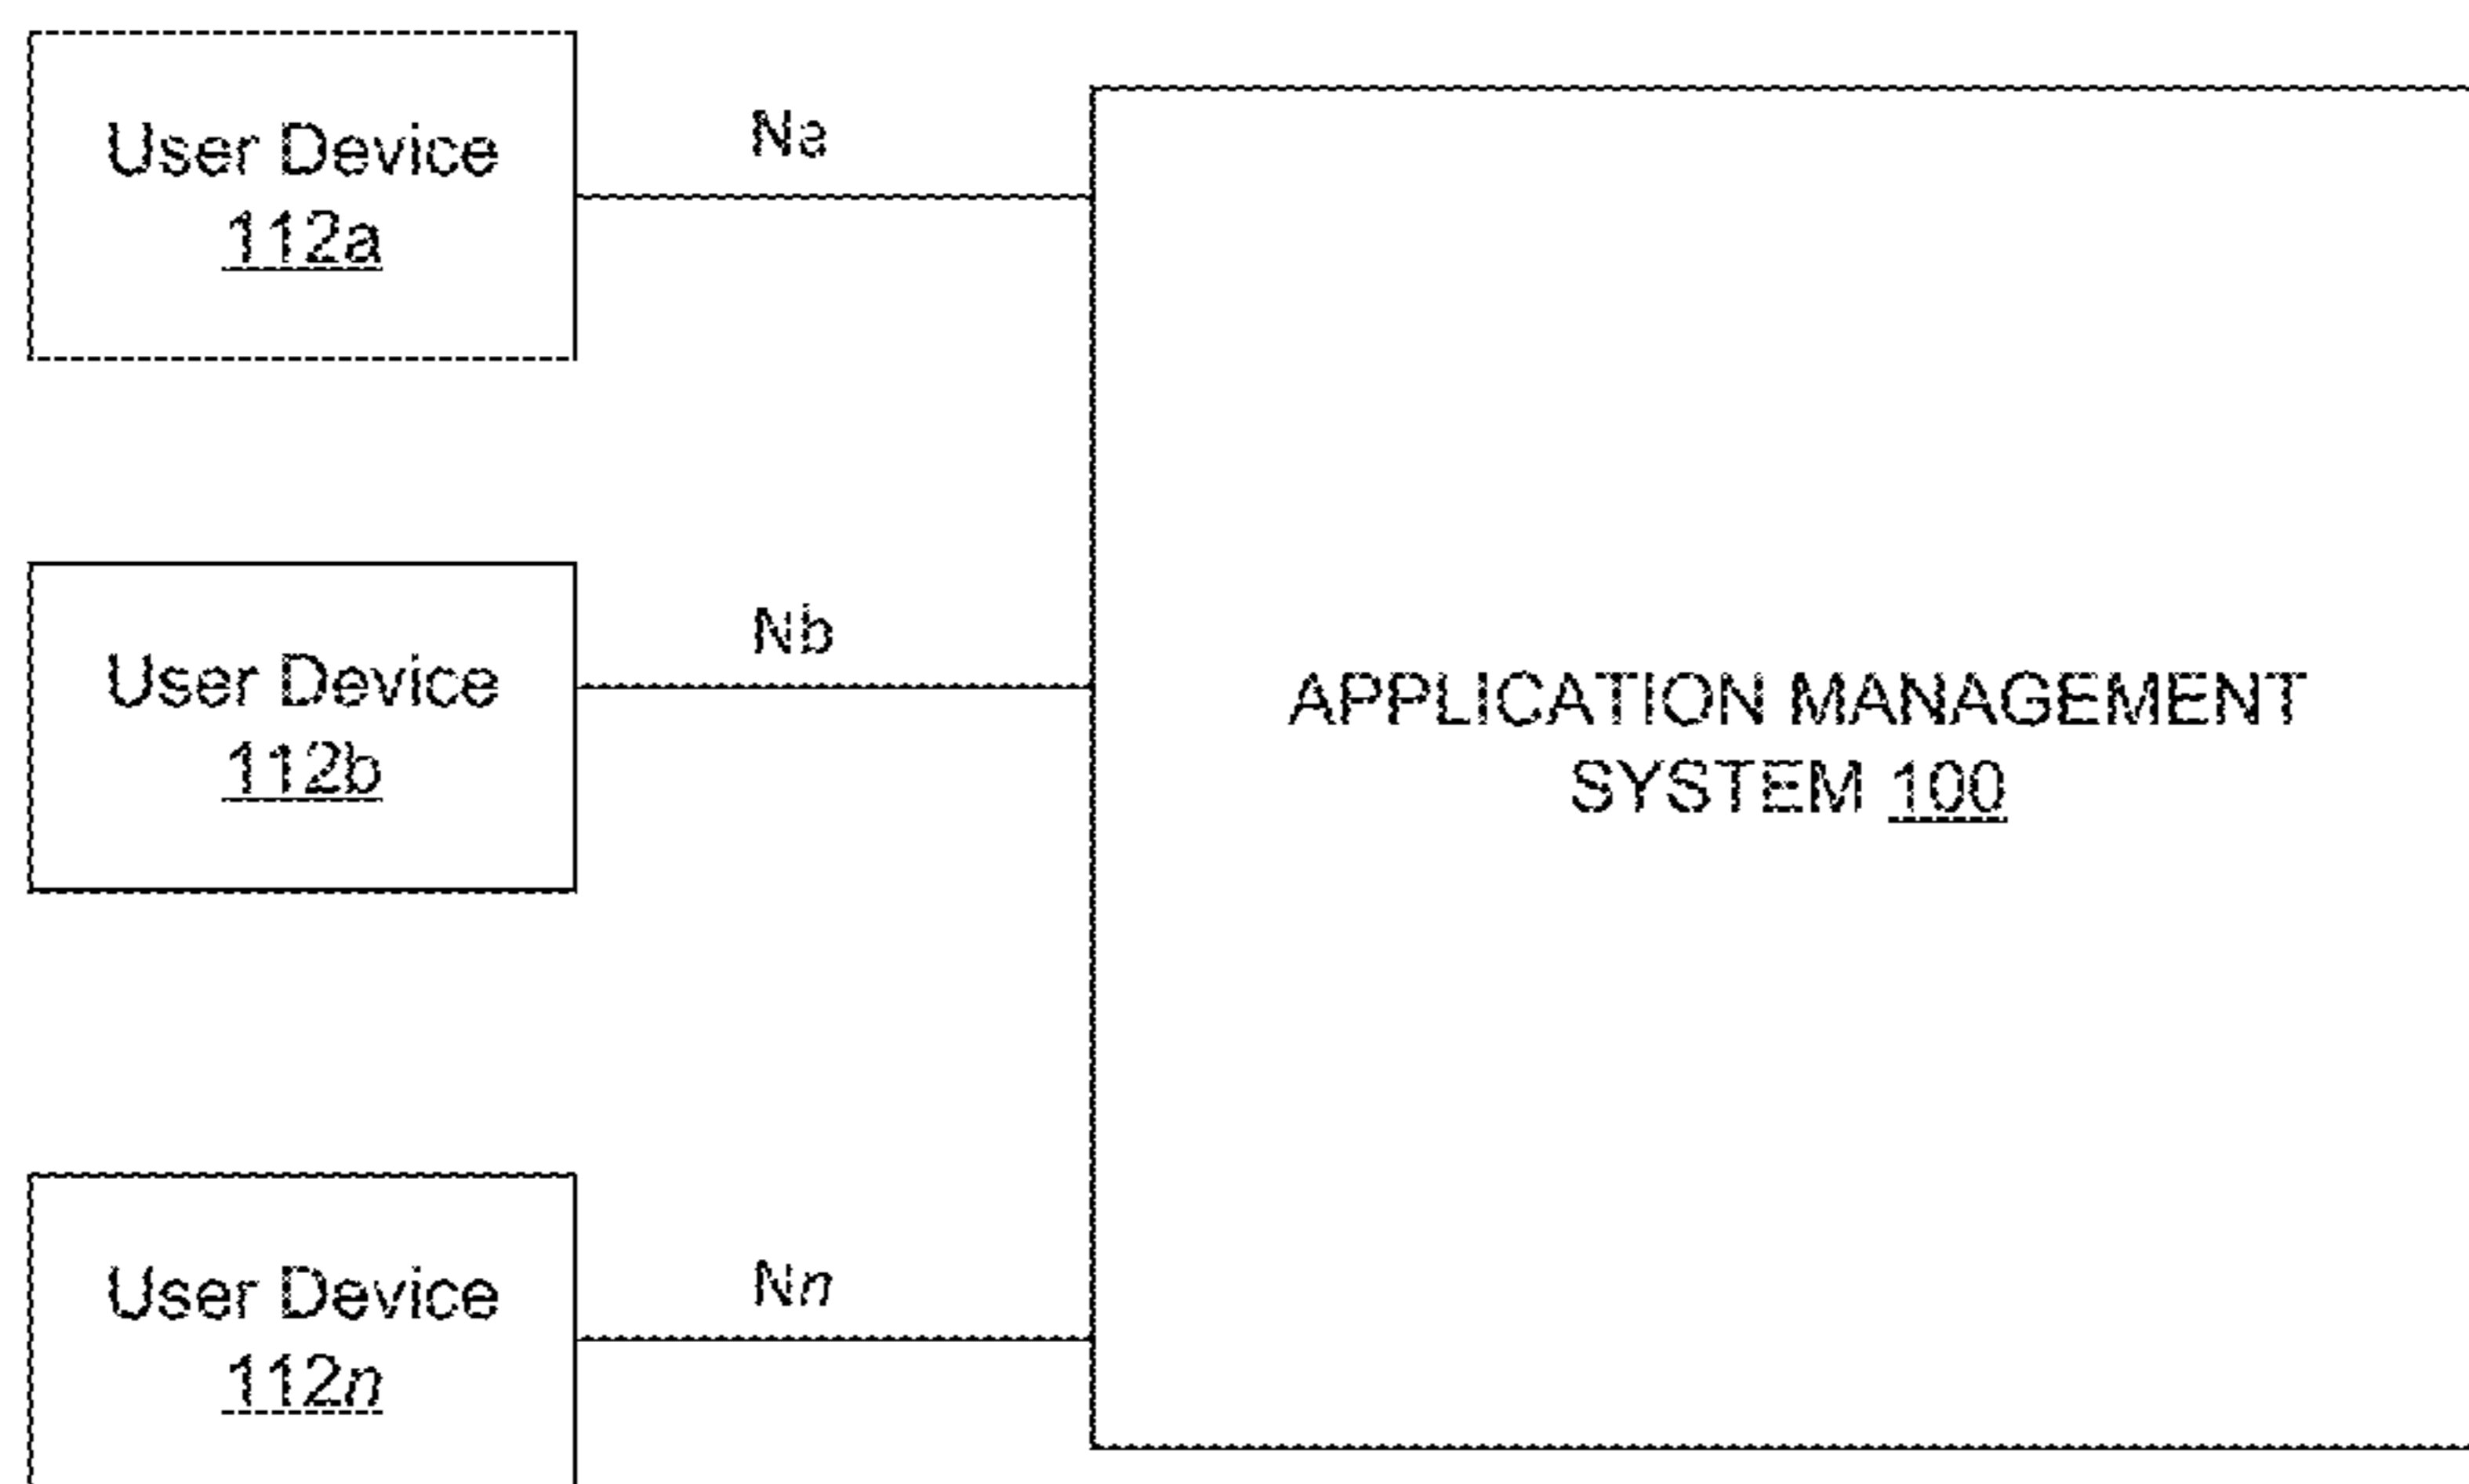 User Device
112a
Na
User Device
112b
Nb
APPLICATION MANAGEMENT
SYSTEM 100
User Device
112n
Nn